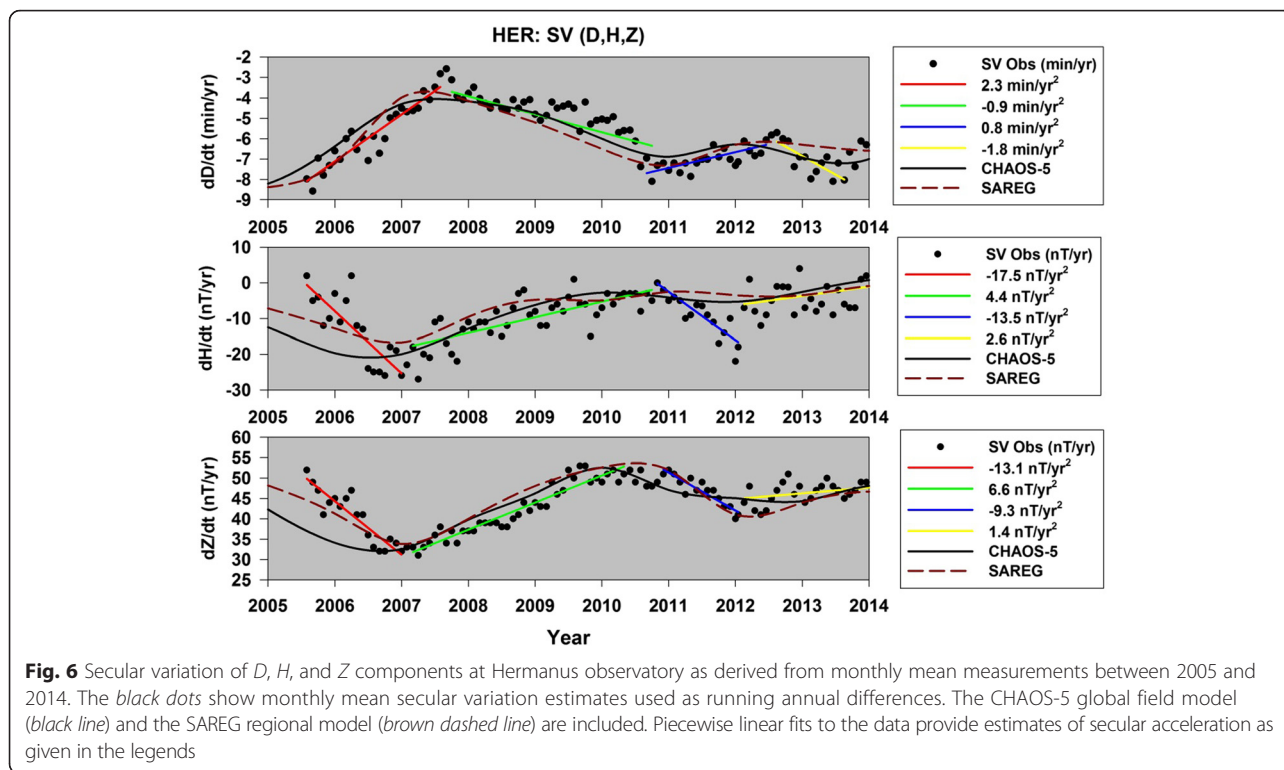 HER: SV (D,H,Z)
dD/dt (min/yr)
-2
-3
-4
-5
-6
-7
-8
-9
2005 2006 2007 2008 2009 2010 2011 2012 2013 2014
SV Obs (min/yr)
2.3 min/yr²
-0.9 min/yr²
0.8 min/yr²
-1.8 min/yr²
CHAOS-5
SAREG
dH/dt (nT/yr)
10
0
-10
-20
-30
2005 2006 2007 2008 2009 2010 2011 2012 2013 2014
SV Obs (nT/yr)
-17.5 nT/yr²
4.4 nT/yr²
-13.5 nT/yr²
2.6 nT/yr²
CHAOS-5
SAREG
dZ/dt (nT/yr)
60
55
50
45
40
35
30
25
2005 2006 2007 2008 2009 2010 2011 2012 2013 2014
Year
SV Obs (nT/yr)
-13.1 nT/yr²
6.6 nT/yr²
-9.3 nT/yr²
1.4 nT/yr²
CHAOS-5
SAREG
Fig. 6 Secular variation of D, H, and Z components at Hermanus observatory as derived from monthly mean measurements between 2005 and
2014. The black dots show monthly mean secular variation estimates used as running annual differences. The CHAOS-5 global field model
(black line) and the SAREG regional model (brown dashed line) are included. Piecewise linear fits to the data provide estimates of secular acceleration as
given in the legends